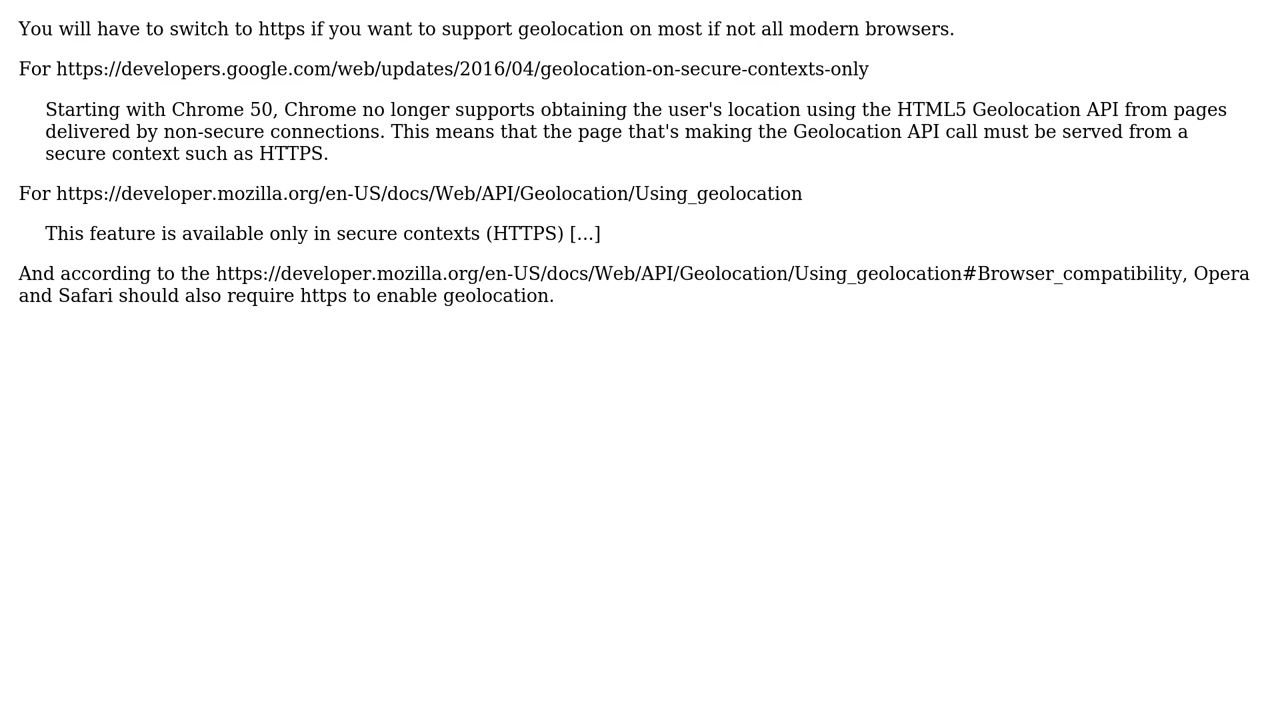 You will have to switch to https if you want to support geolocation on most if not all modern browsers.
For https://developers.google.com/web/updates/2016/04/geolocation-on-secure-contexts-only
Starting with Chrome 50, Chrome no longer supports obtaining the user's location using the HTML5 Geolocation API from pages
delivered by non-secure connections. This means that the page that's making the Geolocation API call must be served from a
secure context such as HTTPS.
For https://developer.mozilla.org/en-US/docs/Web/API/Geolocation/Using_geolocation
This feature is available only in secure contexts (HTTPS) [...]
And according to the https://developer.mozilla.org/en-US/docs/Web/API/Geolocation/Using_geolocation#Browser_compatibility, Opera
and Safari should also require https to enable geolocation.